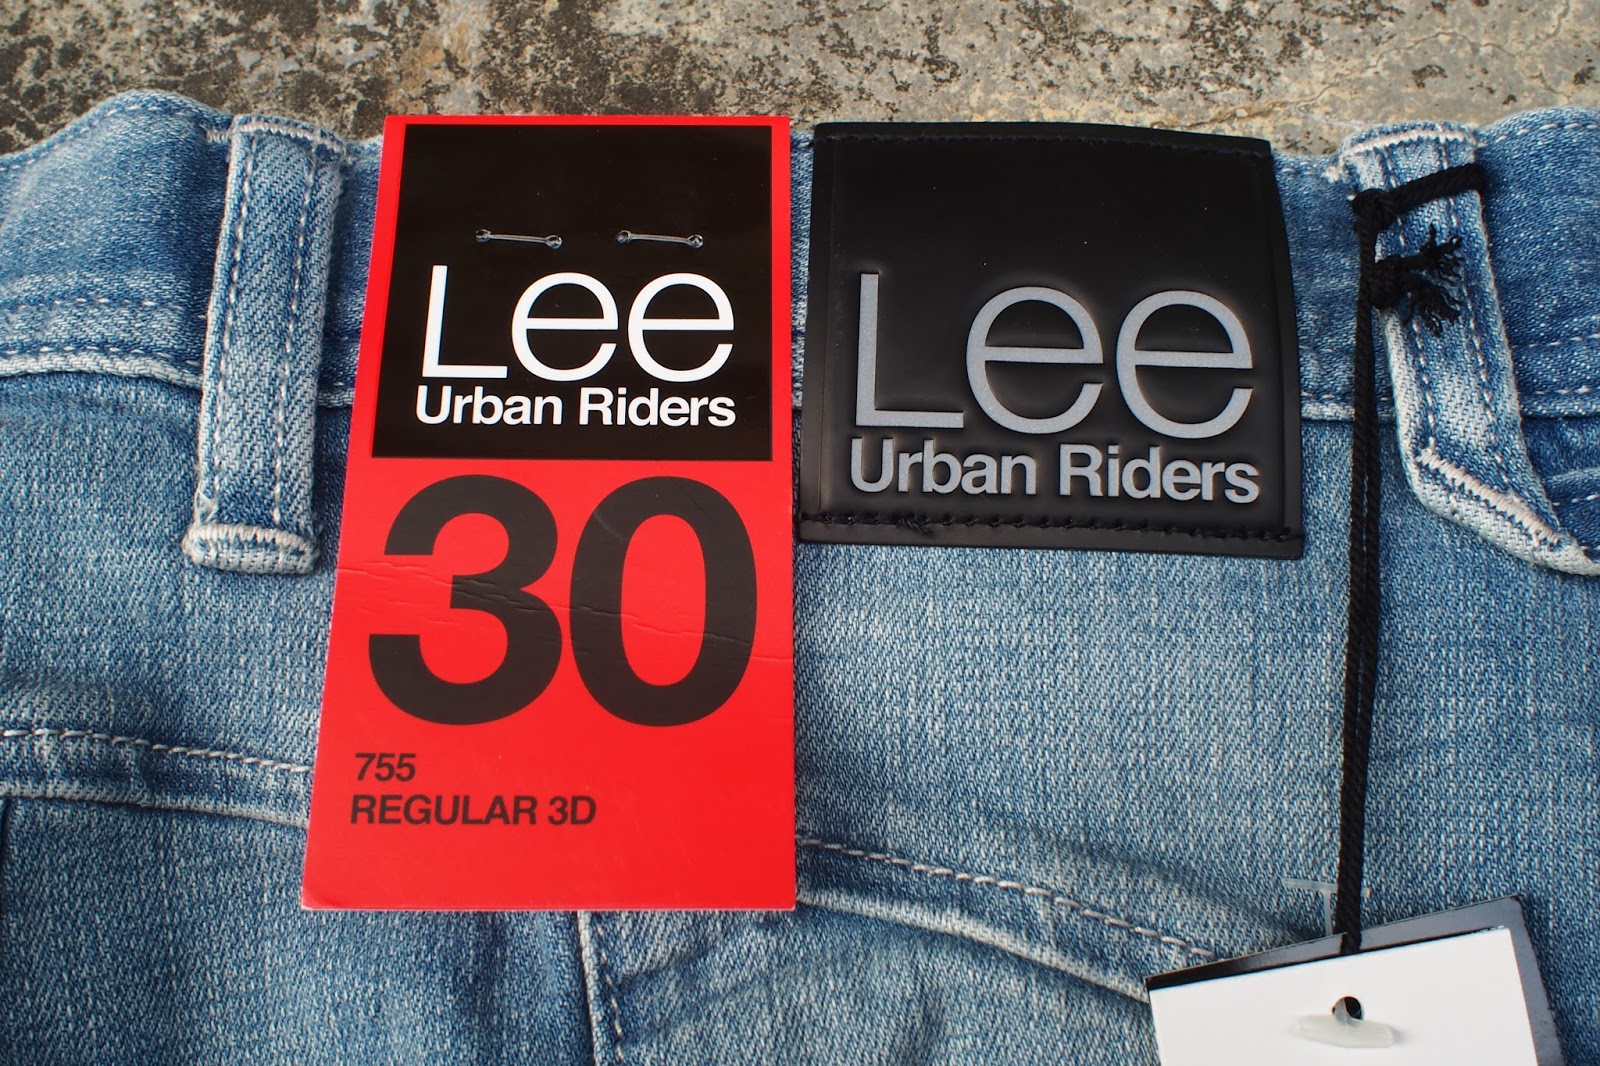 Lee
Urban Riders
30
755
REGULAR 3D
Lee
Urban Riders